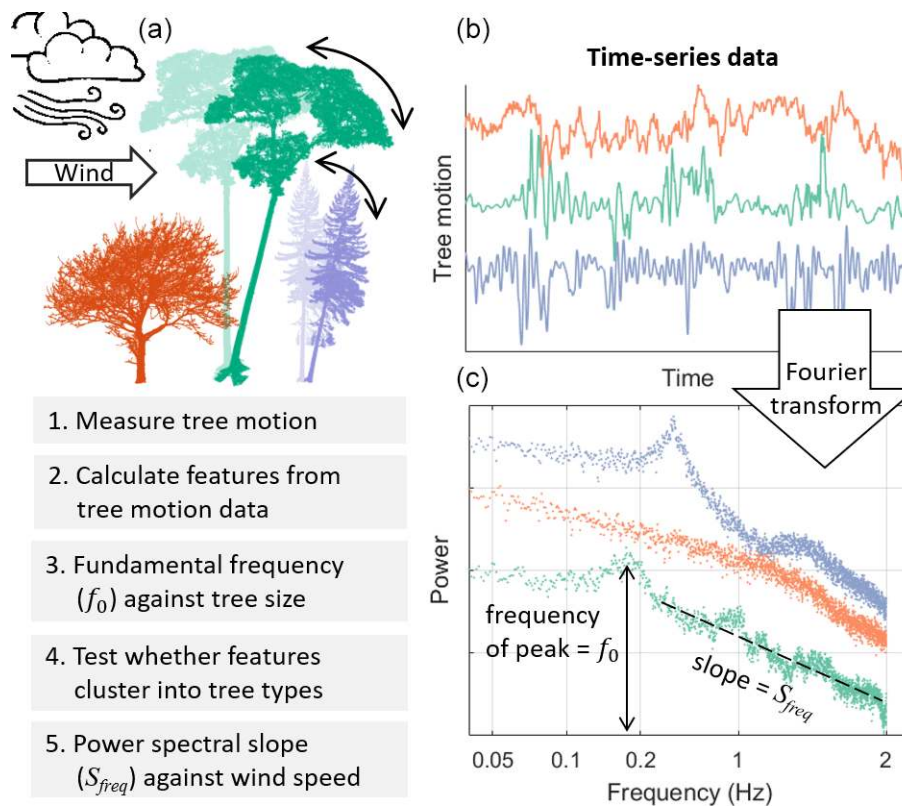 (a)
Wind
1. Measure tree motion
2. Calculate features from
tree motion data
3. Fundamental frequency
(f0) against tree size
4. Test whether features
cluster into tree types
5. Power spectral slope
(Sfreq) against wind speed
(b)
Time-series data
Tree motion
Time
Fourier
transform
(c)
Power
frequency
of peak = f0
slope = Sfreq
0.05 0.1 0.2 1 2
Frequency (Hz)